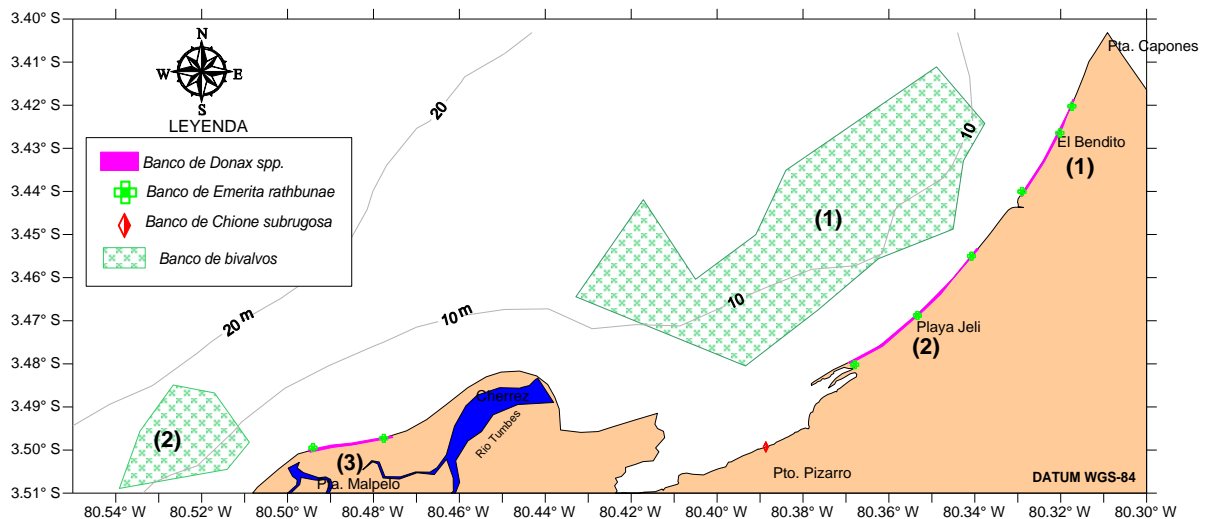 3.40° S
3.41° S
3.42° S
3.43° S
3.44° S
3.45° S
3.46° S
3.47° S
3.48° S
3.49° S
3.50° S
3.51° S
N
W
E
S
LEYENDA
Banco de Donax spp.
Banco de Emerita rathbunae
Banco de Chione subrugosa
Banco de bivalvos
20
20 m
10 m
10
10
(1)
(2)
Pta. Capones
El Bendito
(1)
Playa Jeli
(2)
Cherrez
Rio Tumbes
(3)
Pta. Malpelo
Pto. Pizarro
DATUM WGS-84
80.54° W
80.52° W
80.50° W
80.48° W
80.46° W
80.44° W
80.42° W
80.40° W
80.38° W
80.36° W
80.34° W
80.32° W
80.30° W